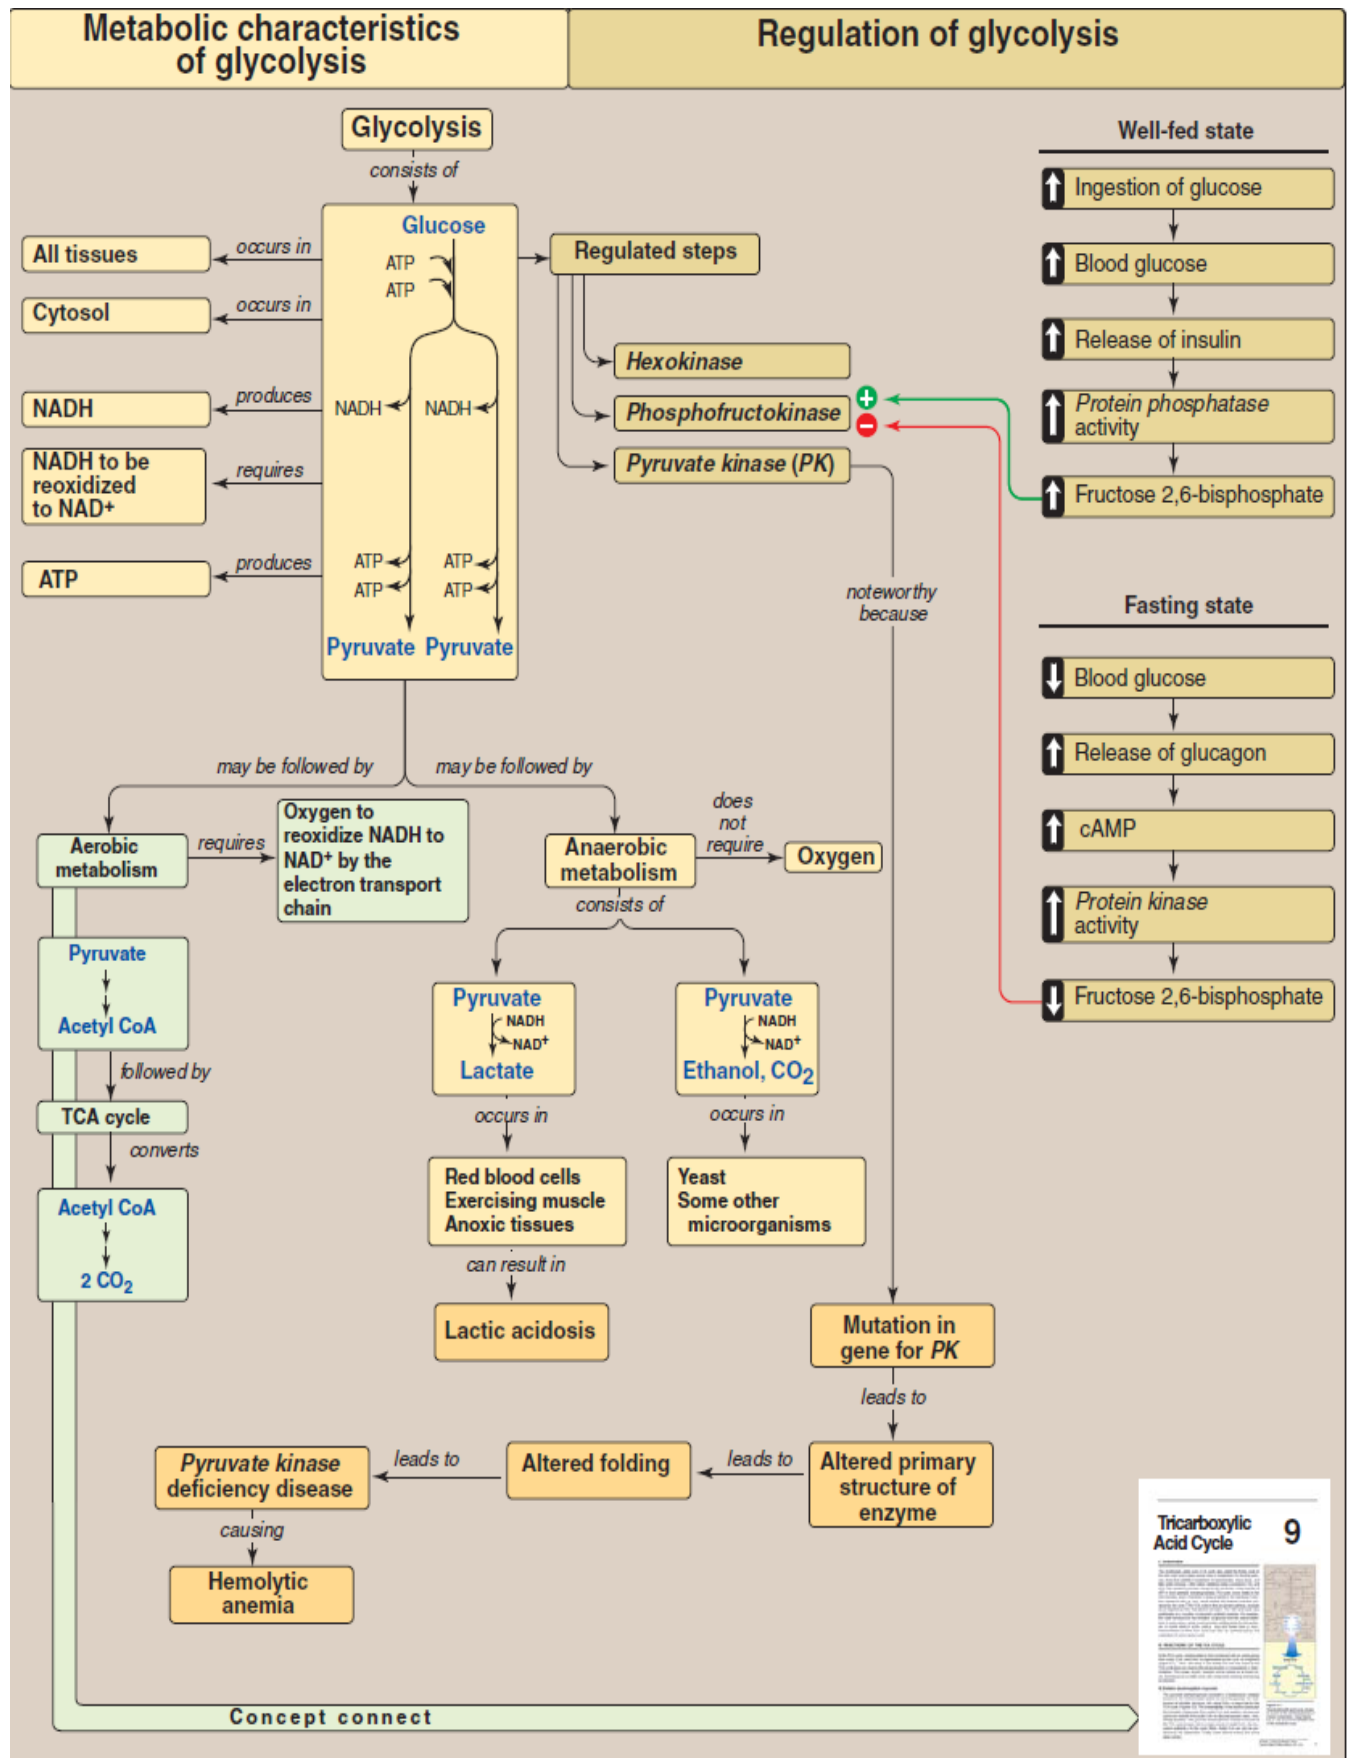 Metabolic characteristics
of glycolysis
Regulation of glycolysis
Glycolysis
consists of
Glucose
ATP
ATP
NADH
NADH
ATP
ATP
ATP
ATP
Pyruvate
Pyruvate
All tissues
occurs in
Cytosol
occurs in
NADH
produces
NADH to be
reoxidized
to NAD+
requires
ATP
produces
Regulated steps
Hexokinase
Phosphofructokinase
+
−
Pyruvate kinase (PK)
noteworthy
because
Well-fed state
Ingestion of glucose
Blood glucose
Release of insulin
Protein phosphatase
activity
Fructose 2,6-bisphosphate
Fasting state
Blood glucose
Release of glucagon
cAMP
Protein kinase
activity
Fructose 2,6-bisphosphate
may be followed by
may be followed by
Aerobic
metabolism
requires
Oxygen to
reoxidize NADH to
NAD+ by the
electron transport
chain
Anaerobic
metabolism
does
not
require
Oxygen
consists of
Pyruvate
Acetyl CoA
followed by
TCA cycle
converts
Acetyl CoA
2 CO2
Pyruvate
NADH
NAD+
Lactate
occurs in
Red blood cells
Exercising muscle
Anoxic tissues
can result in
Lactic acidosis
Pyruvate
NADH
NAD+
Ethanol, CO2
occurs in
Yeast
Some other
microorganisms
Mutation in
gene for PK
leads to
Altered primary
structure of
enzyme
leads to
Altered folding
leads to
Pyruvate kinase
deficiency disease
causing
Hemolytic
anemia
Concept connect
Tricarboxylic
Acid Cycle
9